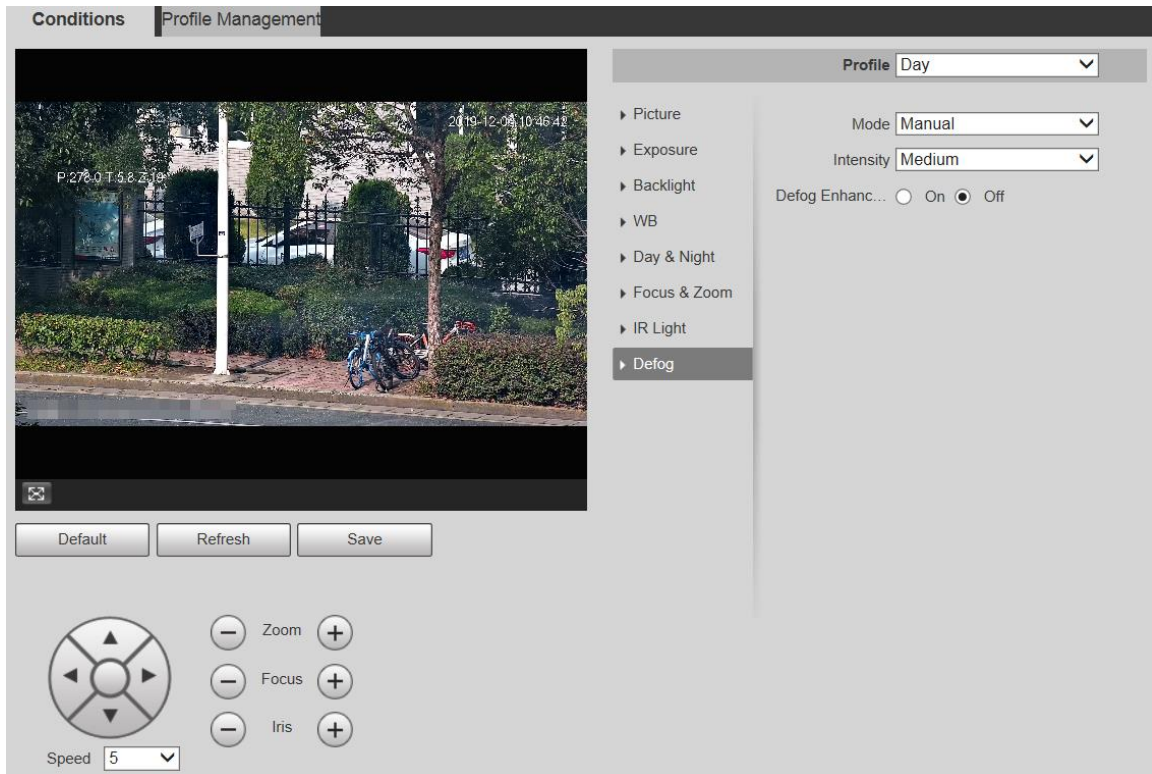 Conditions
Profile Management
Profile Day
2019-12-04 10:46:42
P:278.0 T:5.8 Z:19
Picture
Exposure
Backlight
WB
Day & Night
Focus & Zoom
IR Light
Defog
Mode Manual
Intensity Medium
Defog Enhanc... On Off
Default
Refresh
Save
Zoom
Focus
Iris
Speed 5